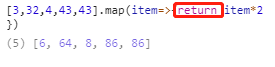 [3,32,4,43,43].map(item=>{return item*2
})
(5) [6, 64, 8, 86, 86]